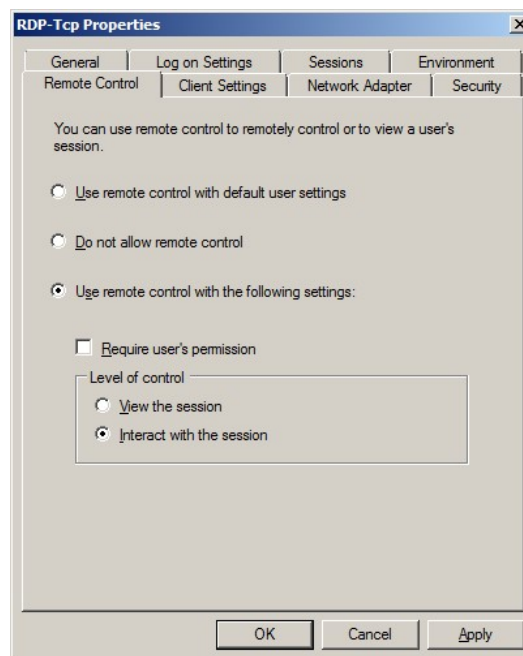 RDP-Tcp Properties
General
Log on Settings
Sessions
Environment
Remote Control
Client Settings
Network Adapter
Security
You can use remote control to remotely control or to view a user's
session.
Use remote control with default user settings
Do not allow remote control
Use remote control with the following settings:
Require user's permission
Level of control
View the session
Interact with the session
OK
Cancel
Apply